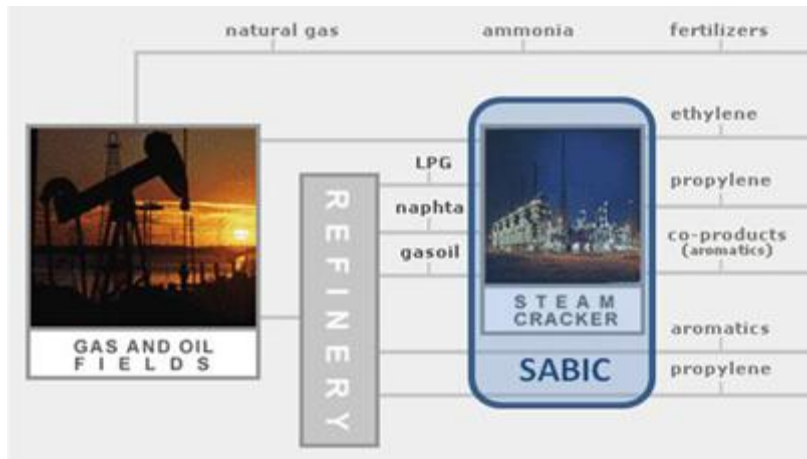 natural gas
ammonia
fertilizers
ethylene
LPG
propylene
naphta
co-products
(aromatics)
gasoil
REFINERY
STEAM
CRACKER
GAS AND OIL
FIELDS
aromatics
SABIC
propylene